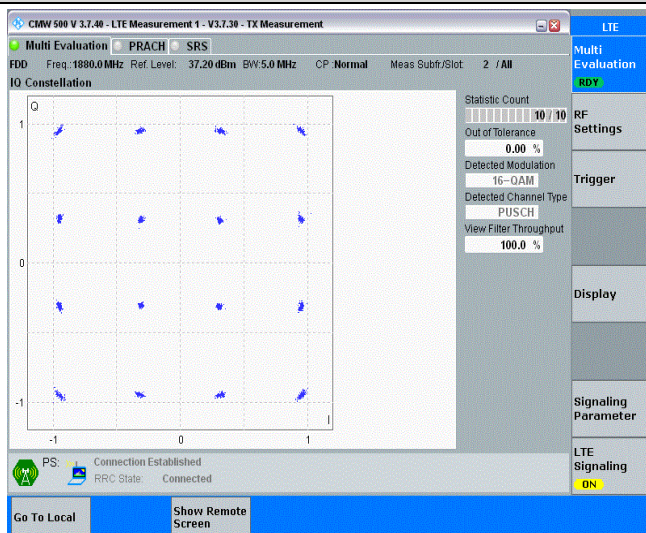 CMW 500 V 3.7.40 - LTE Measurement 1 - V3.7.30 - TX Measurement
LTE
Multi Evaluation PRACH SRS
FDD Freq.:1880.0 MHz Ref. Level: 37.20 dBm BW:5.0 MHz CP :Normal Meas Subfr./Slot: 2 / All
IQ Constellation
Q
1
0
-1
-1 0 1
I
Statistic Count
10 / 10
Out of Tolerance
0.00 %
Detected Modulation
16-QAM
Detected Channel Type
PUSCH
View Filter Throughput
100.0 %
Multi
Evaluation
RDY
RF
Settings
Trigger
Display
Signaling
Parameter
LTE
Signaling
ON
PS: Connection Established
RRC State: Connected
Go To Local
Show Remote
Screen